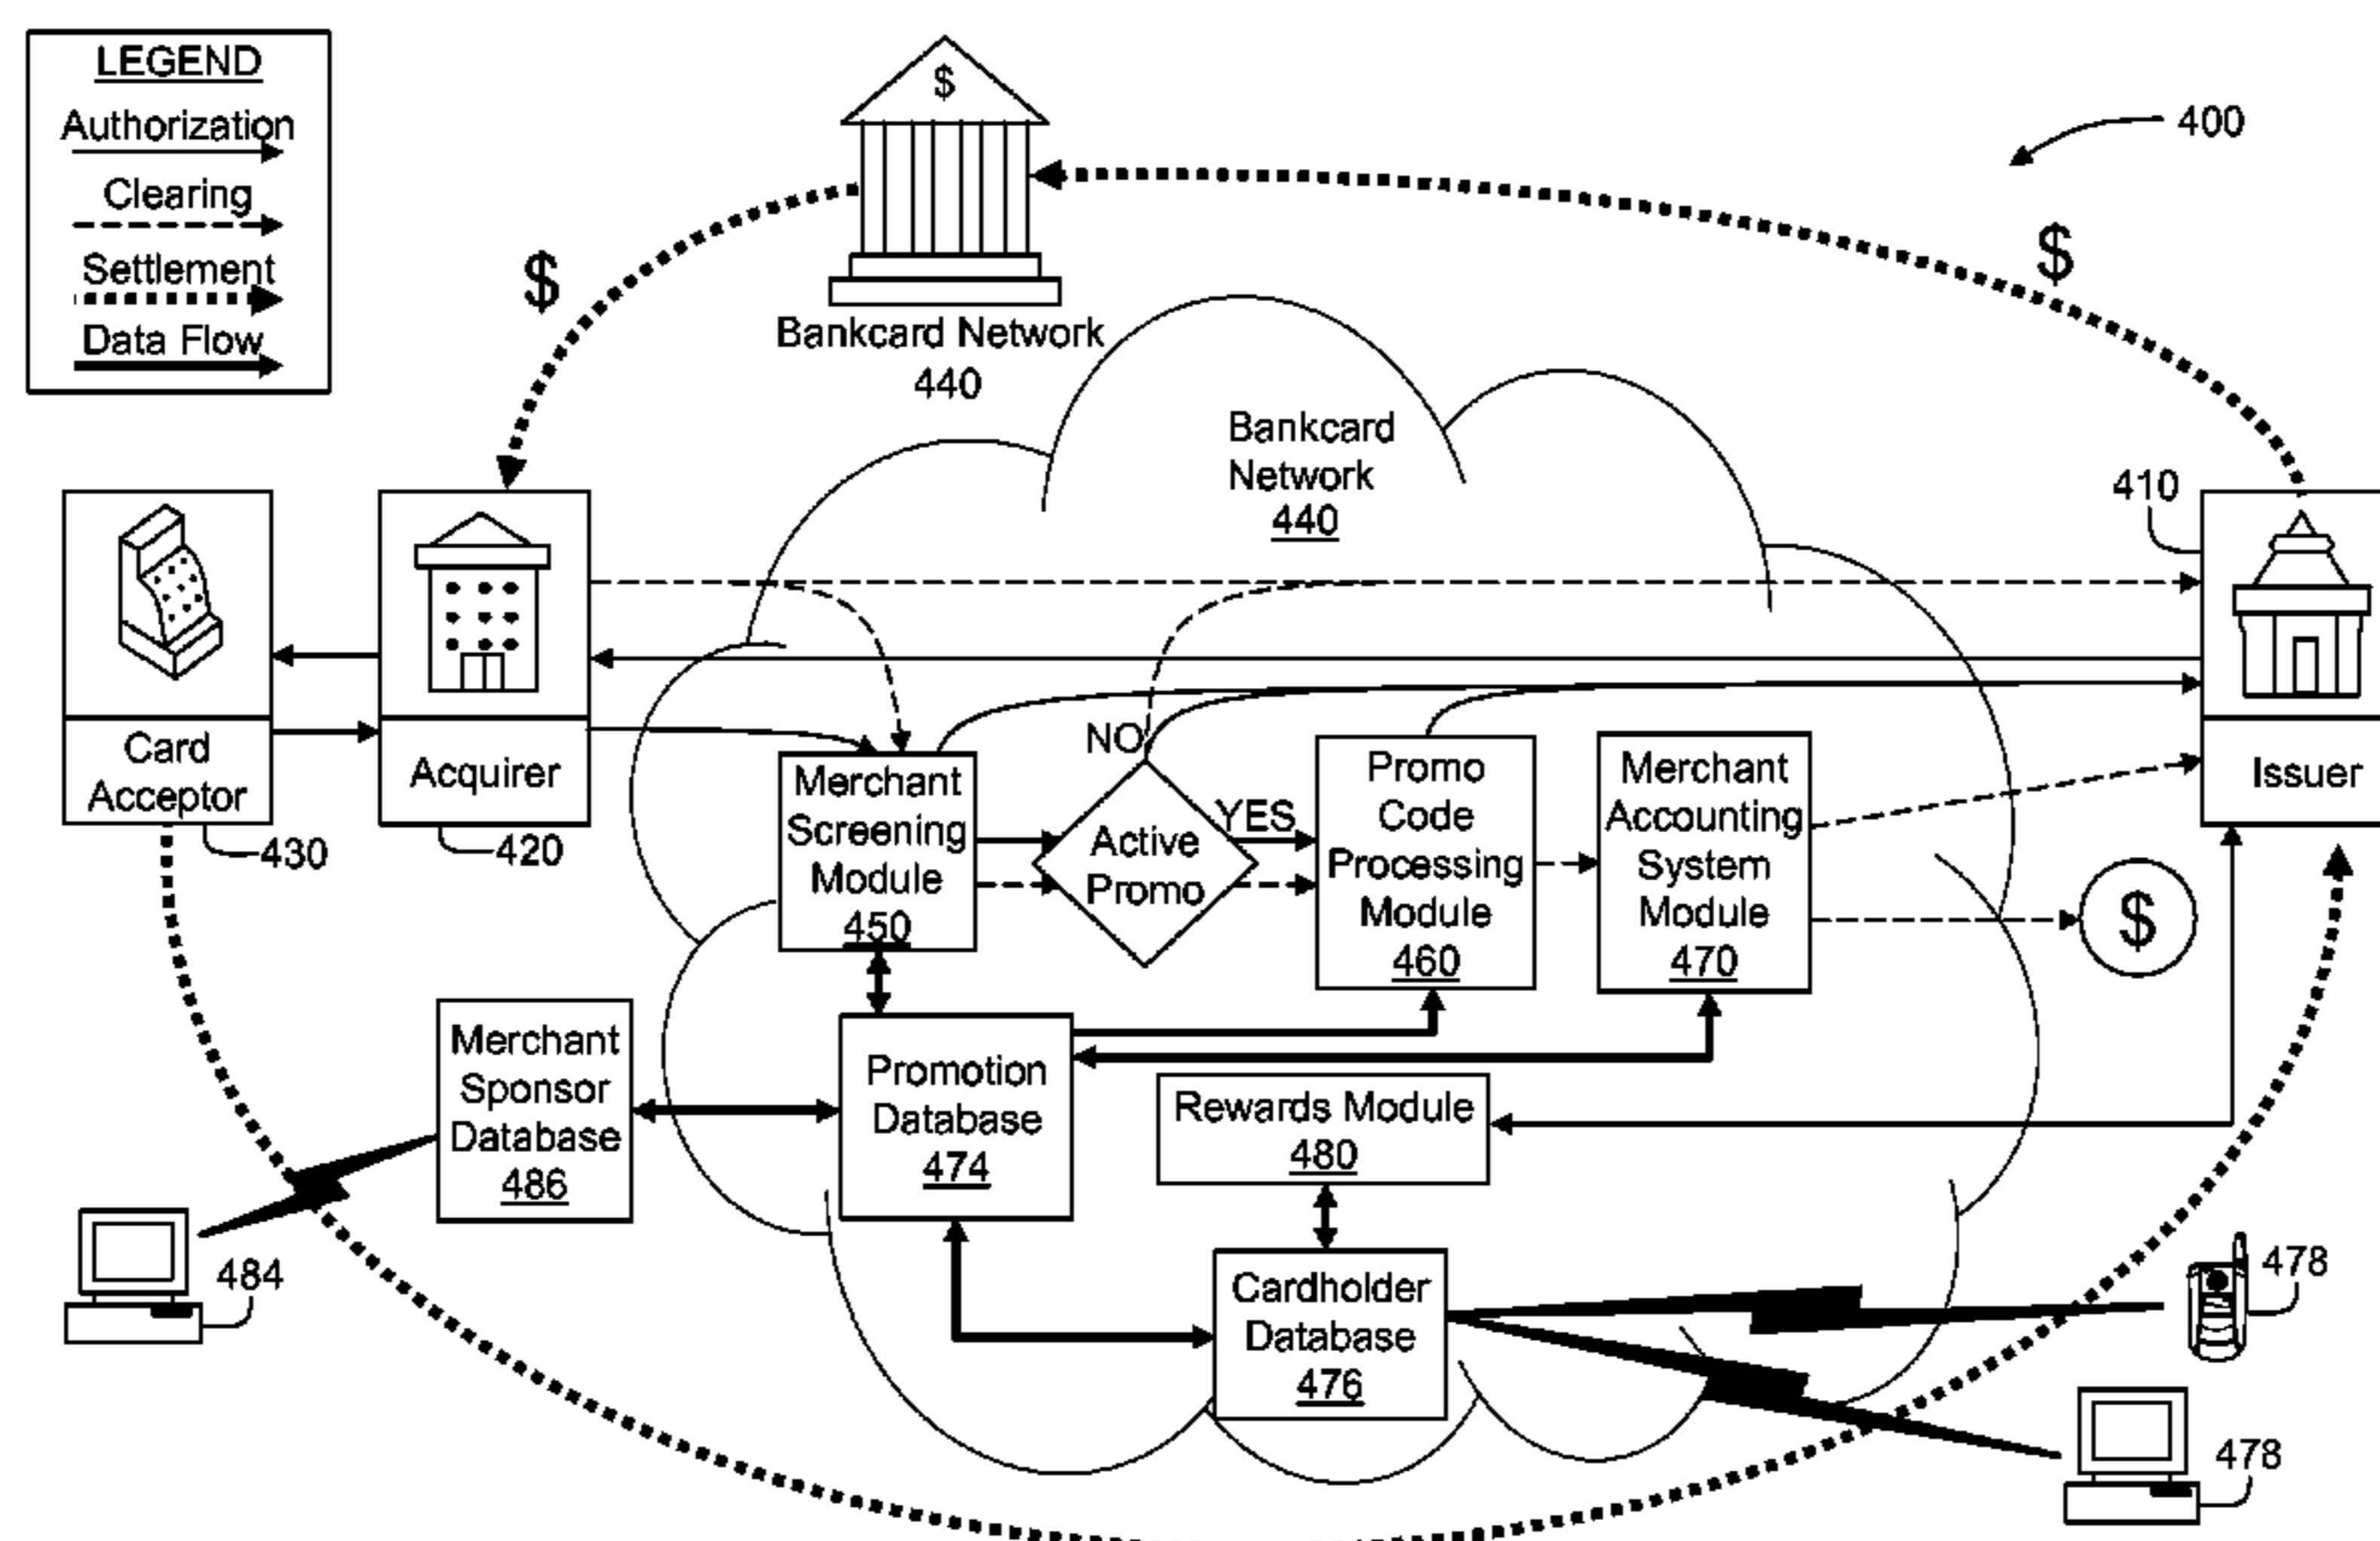 LEGEND
Authorization
Clearing
Settlement
Data Flow
$
Bankcard Network
440
$
$
400
Bankcard
Network
440
410
Card
Acceptor
430
Acquirer
420
Issuer
Merchant
Screening
Module
450
NO
Active
Promo
YES
Promo
Code
Processing
Module
460
Merchant
Accounting
System
Module
470
$
Merchant
Sponsor
Database
486
Promotion
Database
474
Rewards Module
480
Cardholder
Database
476
484
478
478